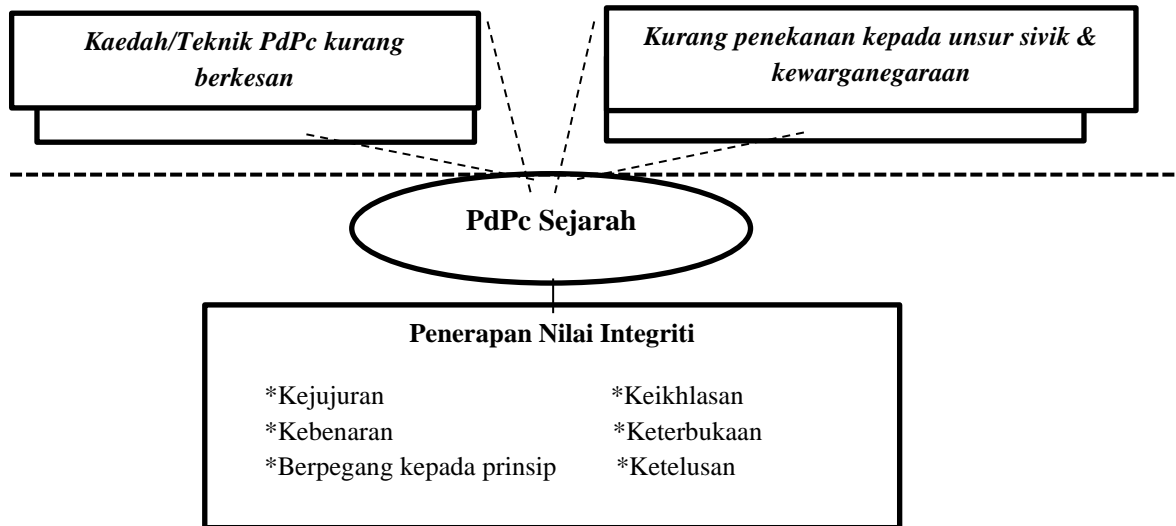 Kaedah/Teknik PdPc kurang
berkesan
Kurang penekanan kepada unsur sivik &
kewarganegaraan
PdPc Sejarah
Penerapan Nilai Integriti
*Kejujuran *Keikhlasan
*Kebenaran *Keterbukaan
*Berpegang kepada prinsip *Ketelusan